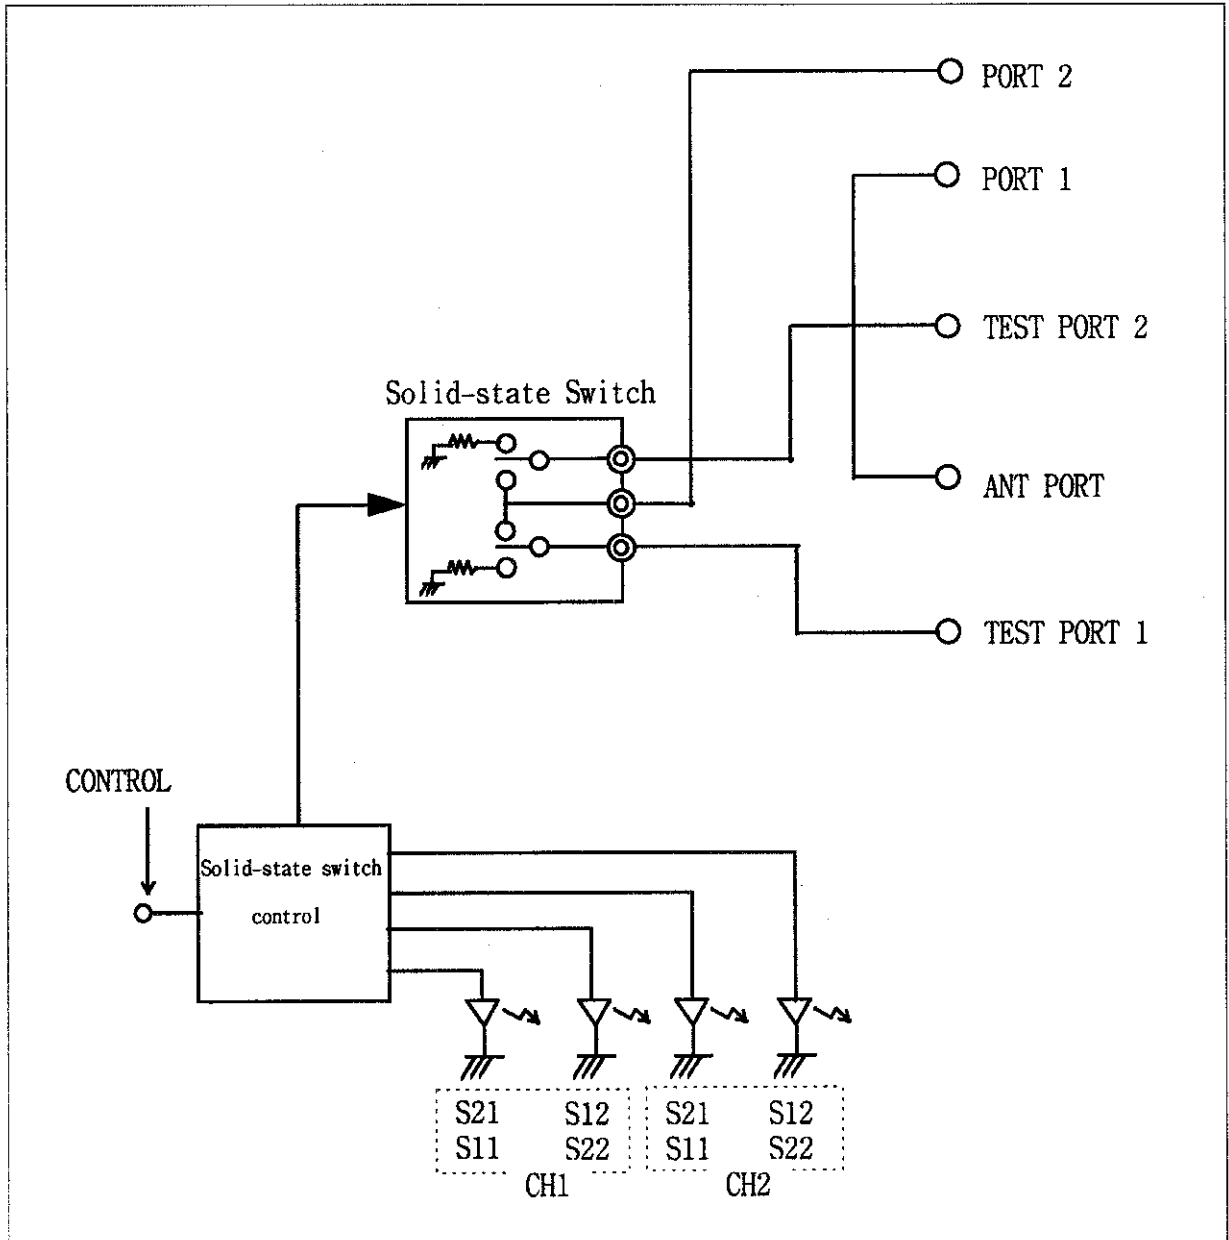 PORT 2
PORT 1
TEST PORT 2
Solid-state Switch
ANT PORT
TEST PORT 1
CONTROL
Solid-state switch
control
S21 S12 S21 S12
S11 S22 S11 S22
CH1 CH2